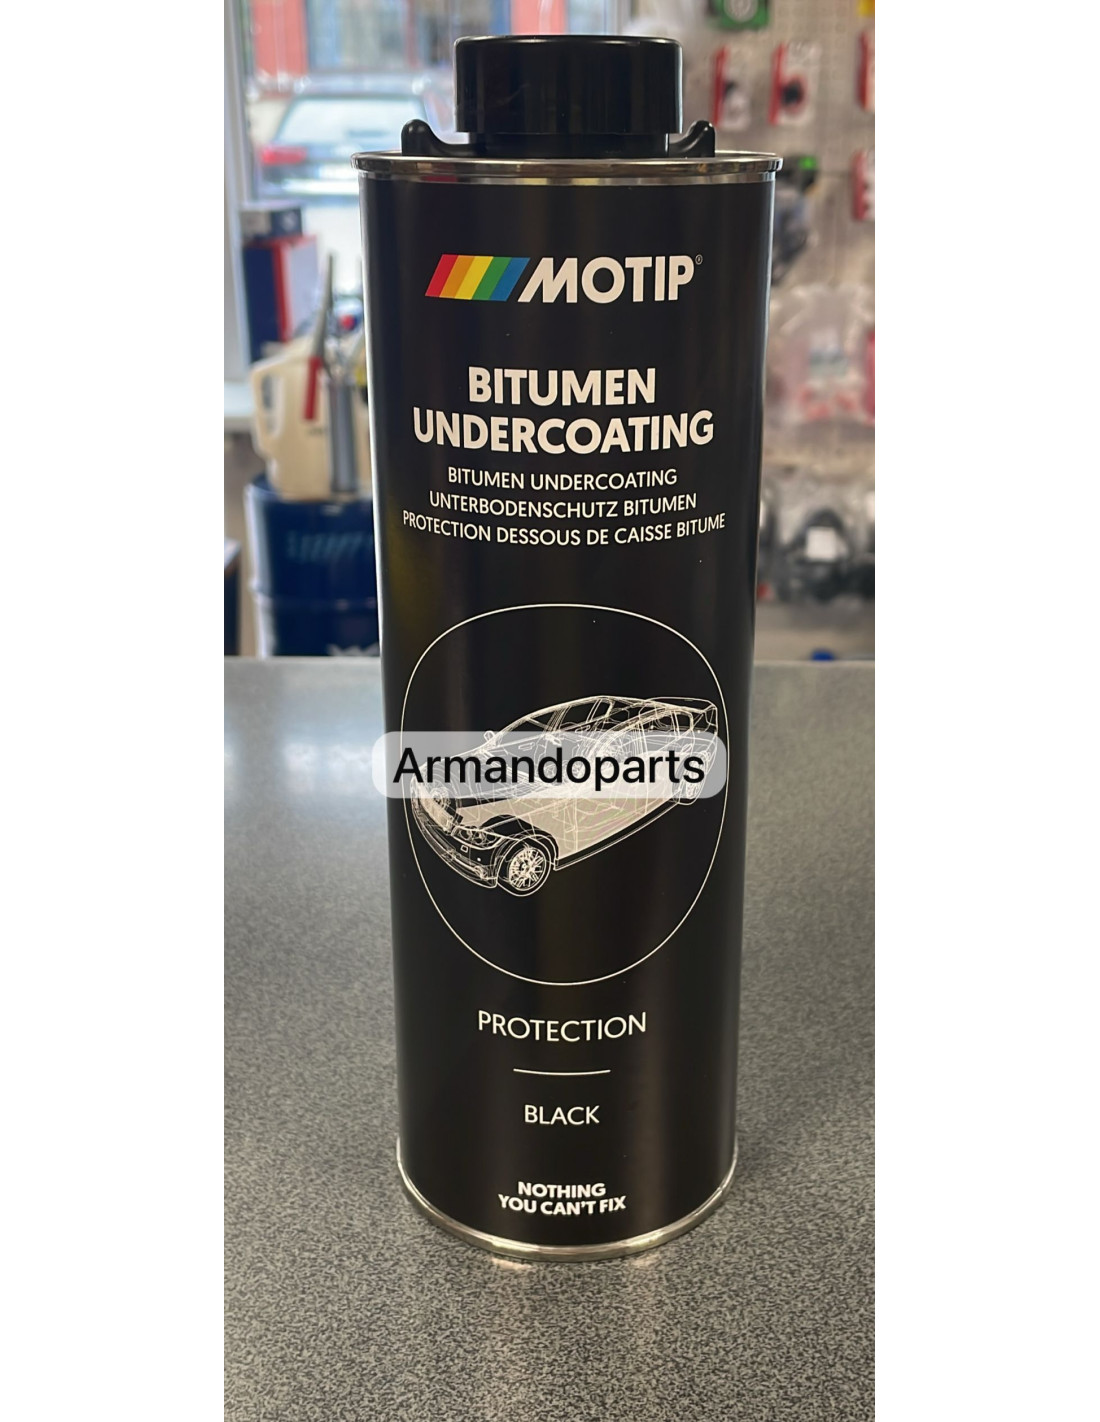 MOTIP®
BITUMEN
UNDERCOATING
BITUMEN UNDERCOATING
UNTERBODENSCHUTZ BITUMEN
PROTECTION DESSOUS DE CAISSE BITUME
Armandoparts
PROTECTION
BLACK
NOTHING
YOU CAN'T FIX